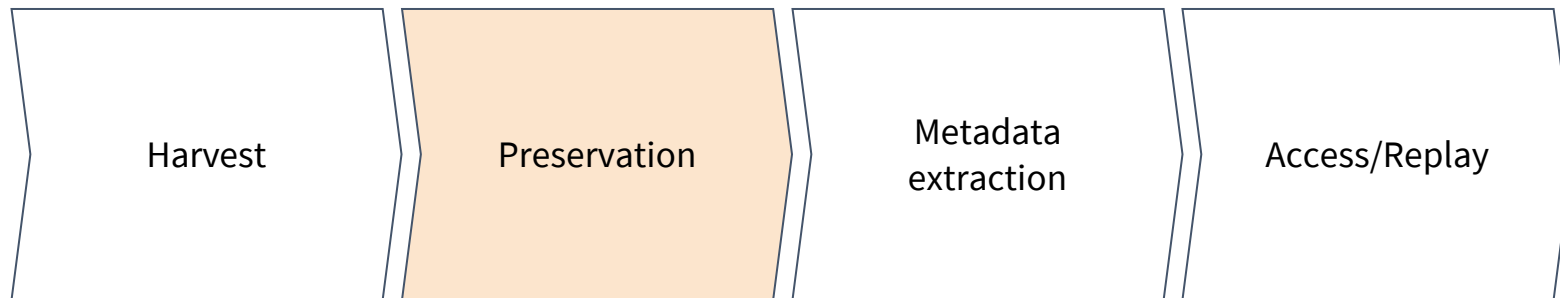 Harvest
Preservation
Metadata
extraction
Access/Replay